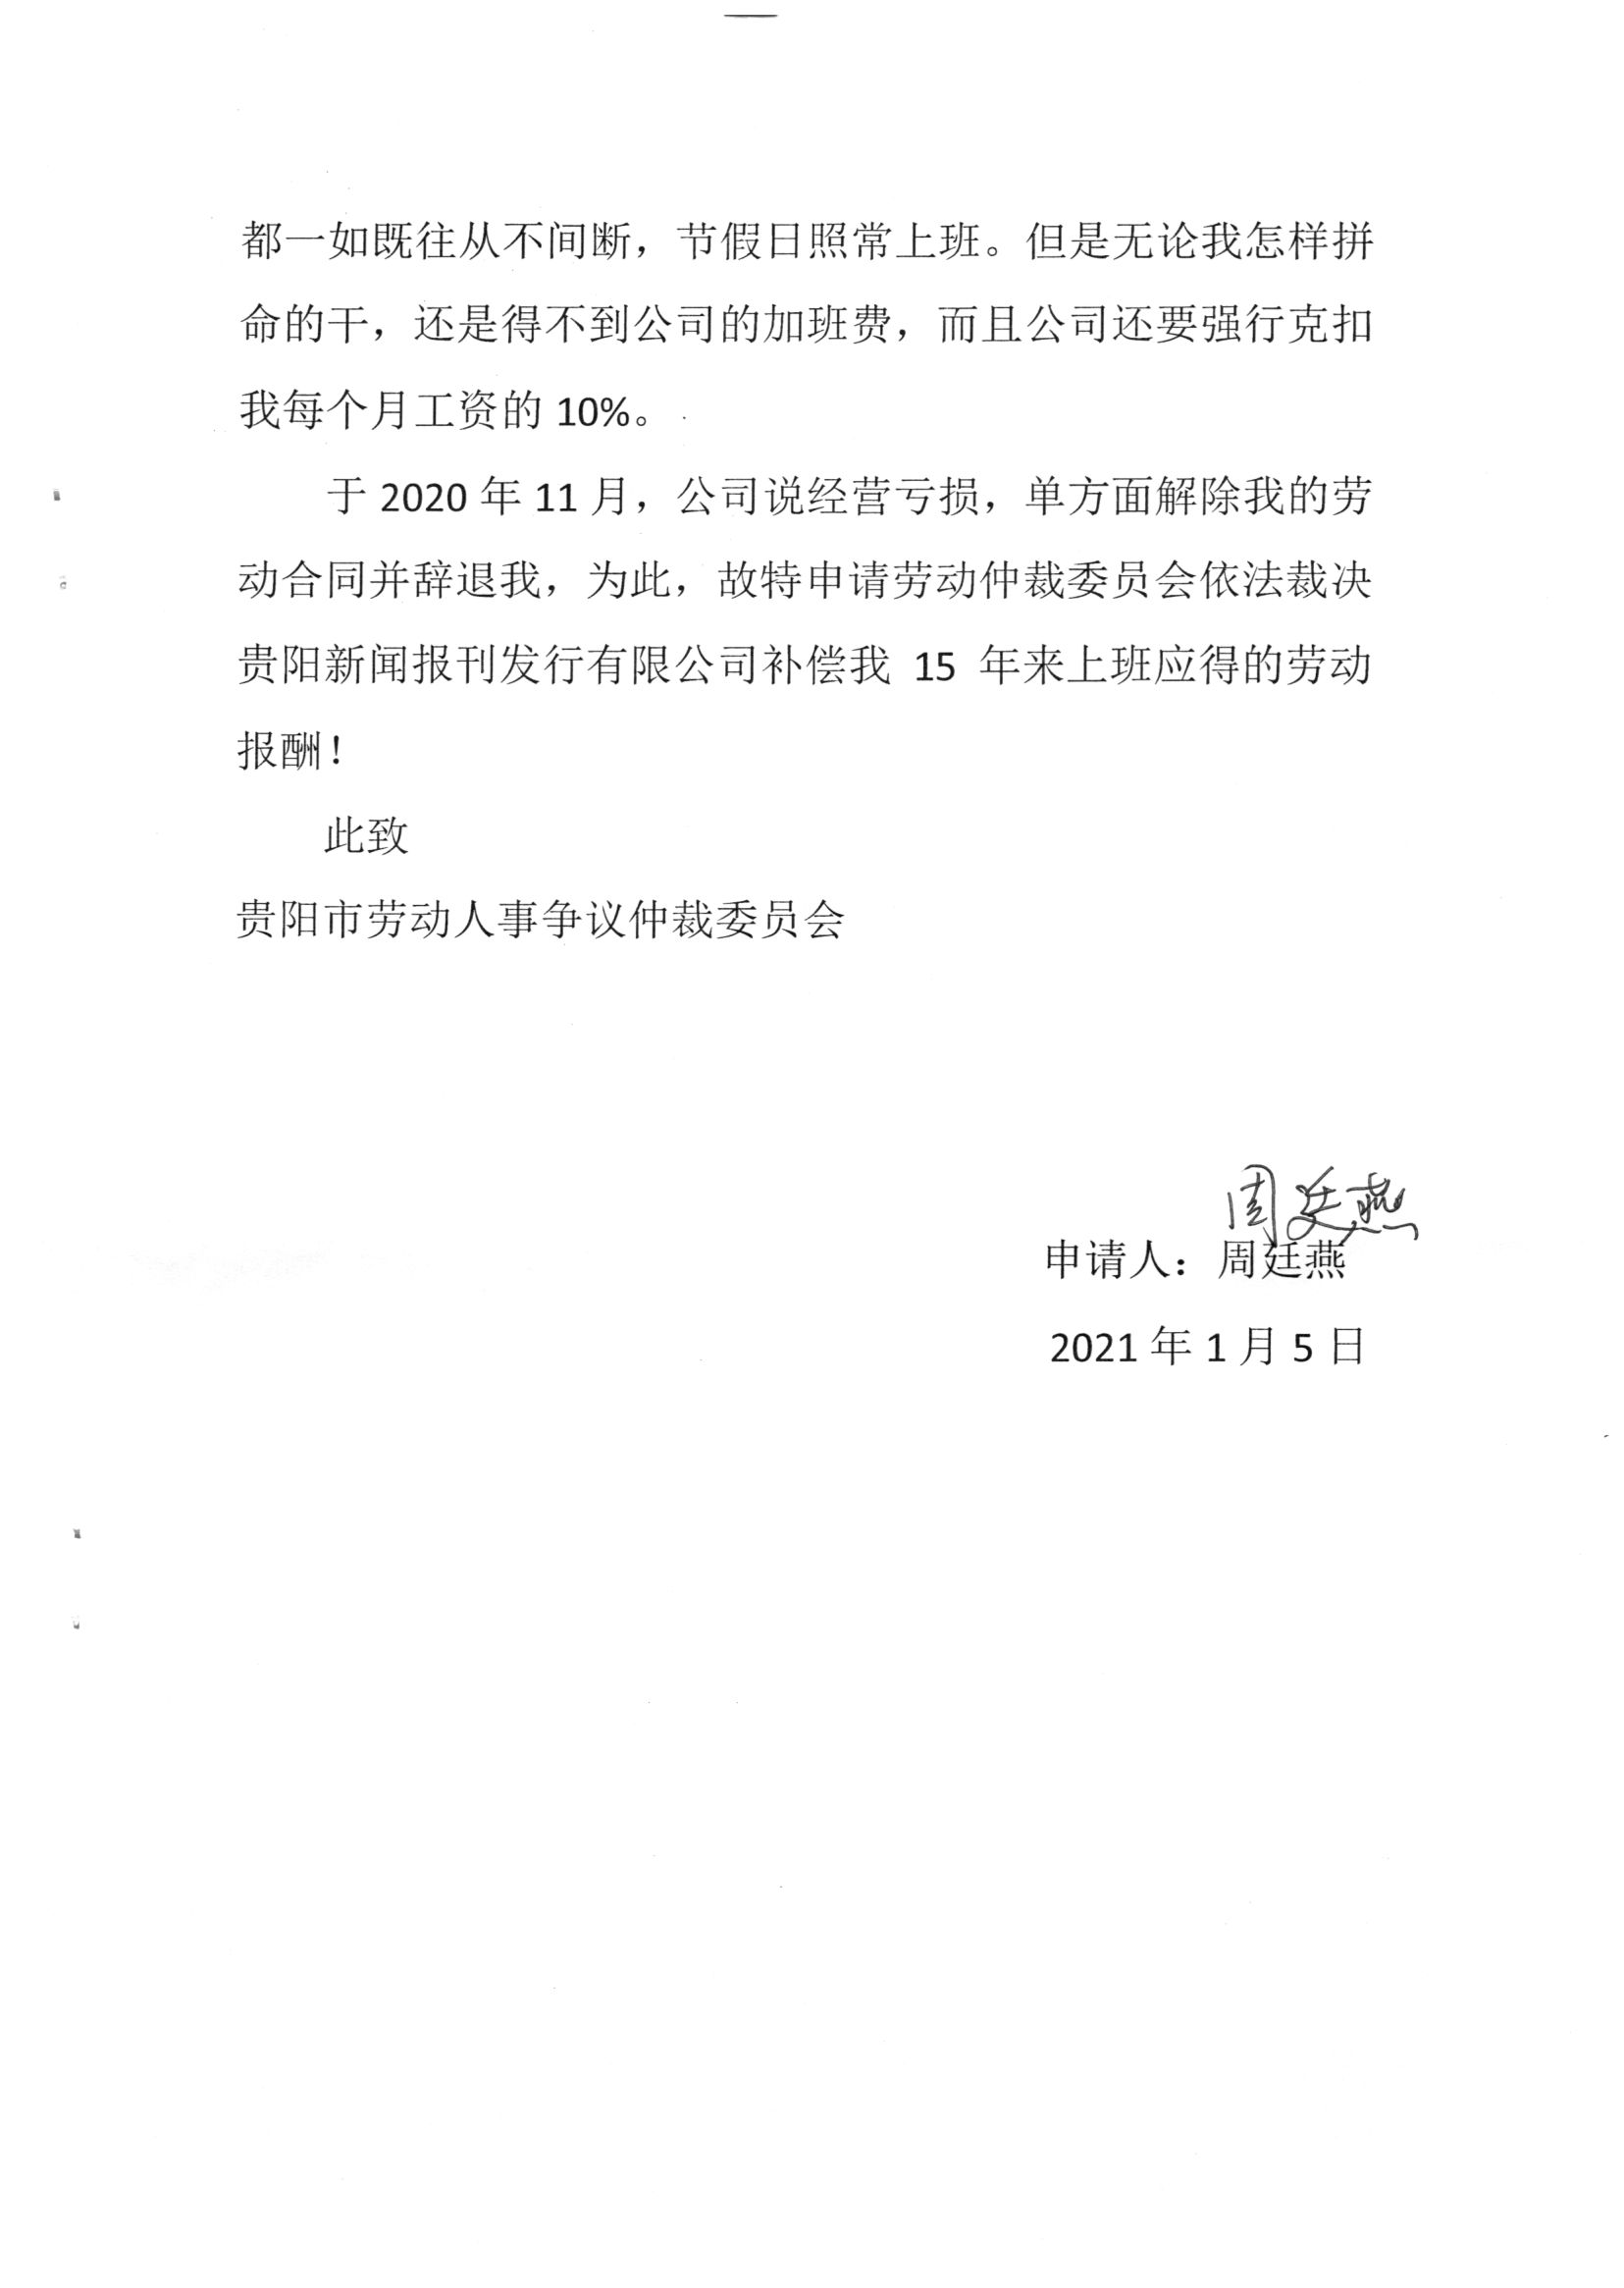 都一如既往从不间断，节假日照常上班。但是无论我怎样拼
命的干，还是得不到公司的加班费，而且公司还要强行克扣
我每个月工资的 10%。
于 2020 年 11 月，公司说经营亏损，单方面解除我的劳
动合同并辞退我，为此，故特申请劳动仲裁委员会依法裁决
贵阳新闻报刊发行有限公司补偿我 15 年来上班应得的劳动
报酬！
此致
贵阳市劳动人事争议仲裁委员会
周廷燕
申请人：周廷燕
2021 年 1 月 5 日